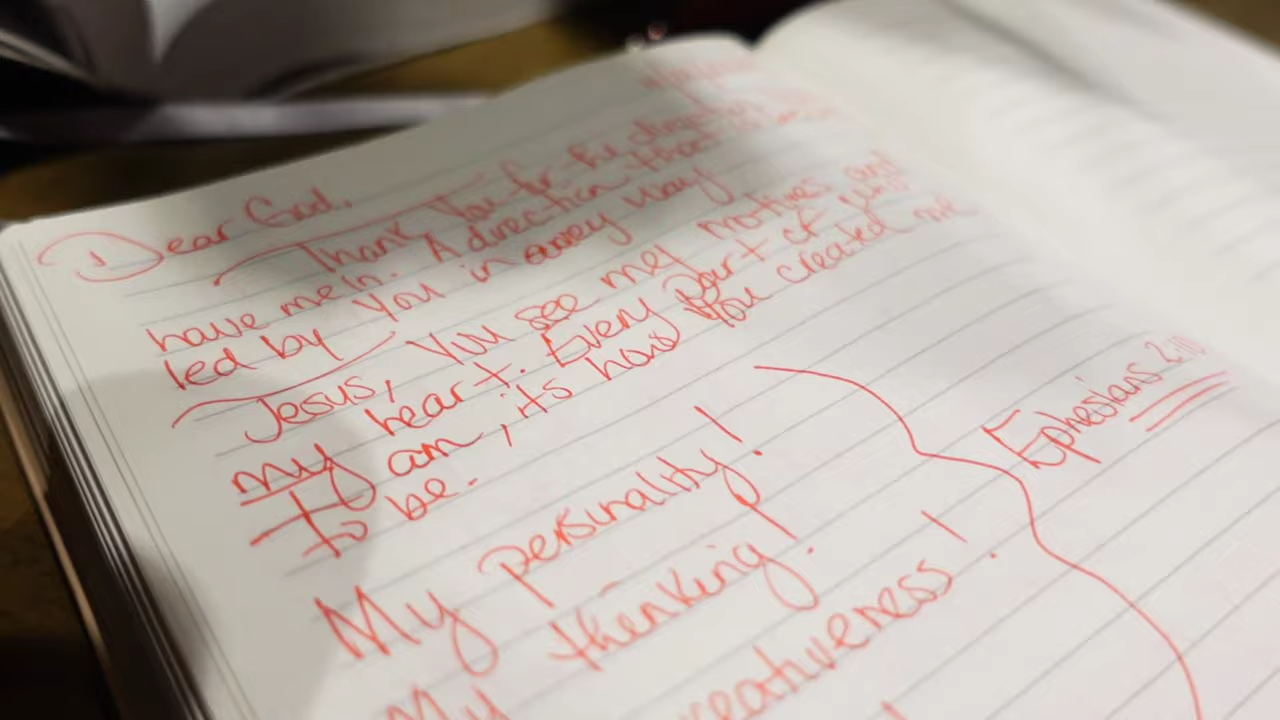 Dear God,
Thank You for the direction
have me in. A direction that is
led by You in every way
Jesus, You see my motives and
my heart. Every part of who
I am, its how You created me
to be.
My personality!
My thinking!
creativeness!
Ephesians 2:10